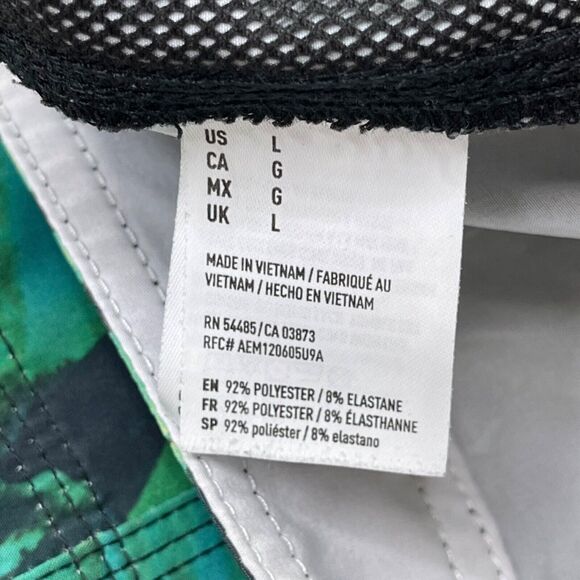 US L
CA G
MX G
UK L
MADE IN VIETNAM / FABRIQUÉ AU
VIETNAM / HECHO EN VIETNAM
RN 54485/CA 03873
RFC# AEM120605U9A
EN 92% POLYESTER / 8% ELASTANE
FR 92% POLYESTER / 8% ÉLASTHANNE
SP 92% poliéster / 8% elastano